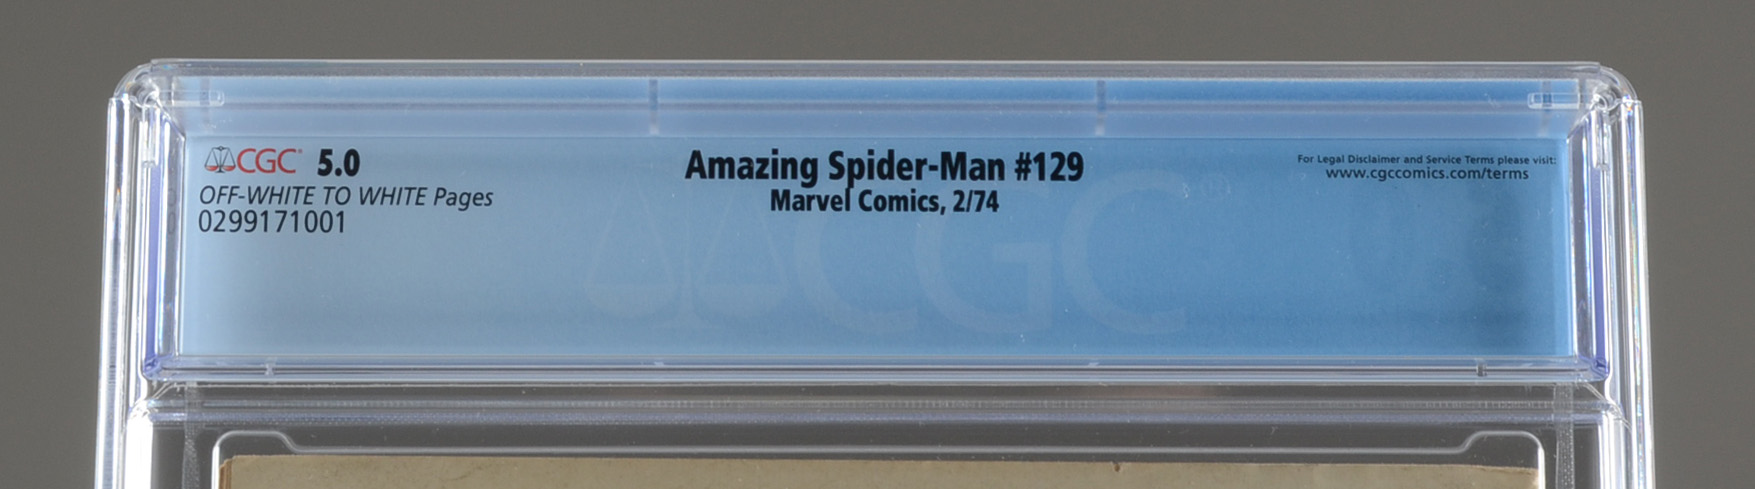 CGC 5.0
OFF-WHITE TO WHITE Pages
0299171001
Amazing Spider-Man #129
Marvel Comics, 2/74
For Legal Disclaimer and Service Terms please visit:
www.cgccomics.com/terms
CGC